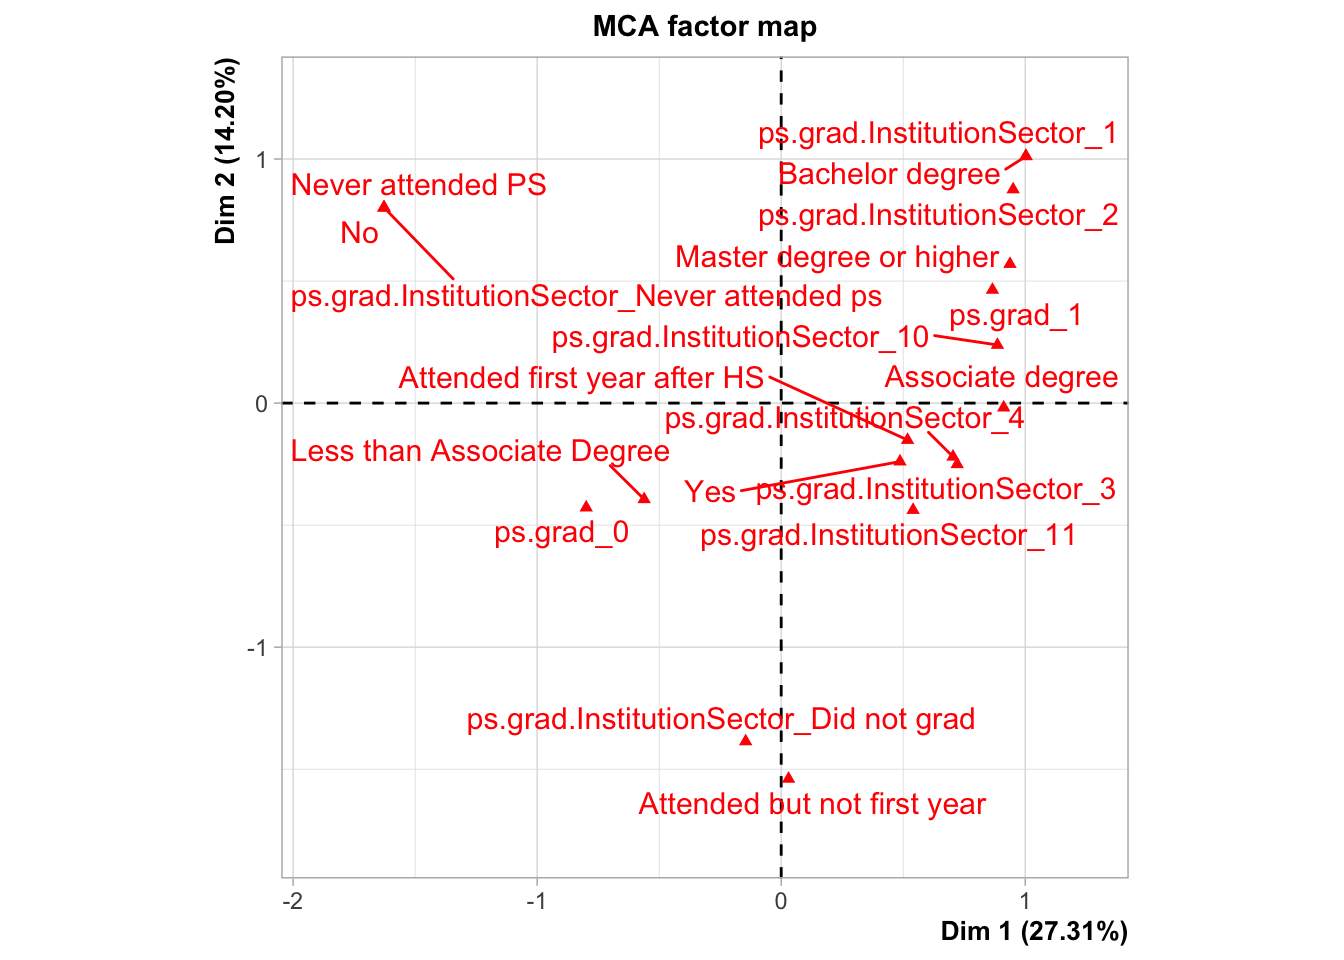 MCA factor map
Dim 2 (14.20%)
ps.grad.InstitutionSector_1
Bachelor degree
Never attended PS
ps.grad.InstitutionSector_2
No
Master degree or higher
ps.grad.InstitutionSector_Never attended ps
ps.grad_1
ps.grad.InstitutionSector_10
Attended first year after HS
Associate degree
ps.grad.InstitutionSector_4
Less than Associate Degree
Yes
ps.grad.InstitutionSector_3
ps.grad_0
ps.grad.InstitutionSector_11
ps.grad.InstitutionSector_Did not grad
Attended but not first year
1
0
-1
-2
-1
0
1
Dim 1 (27.31%)